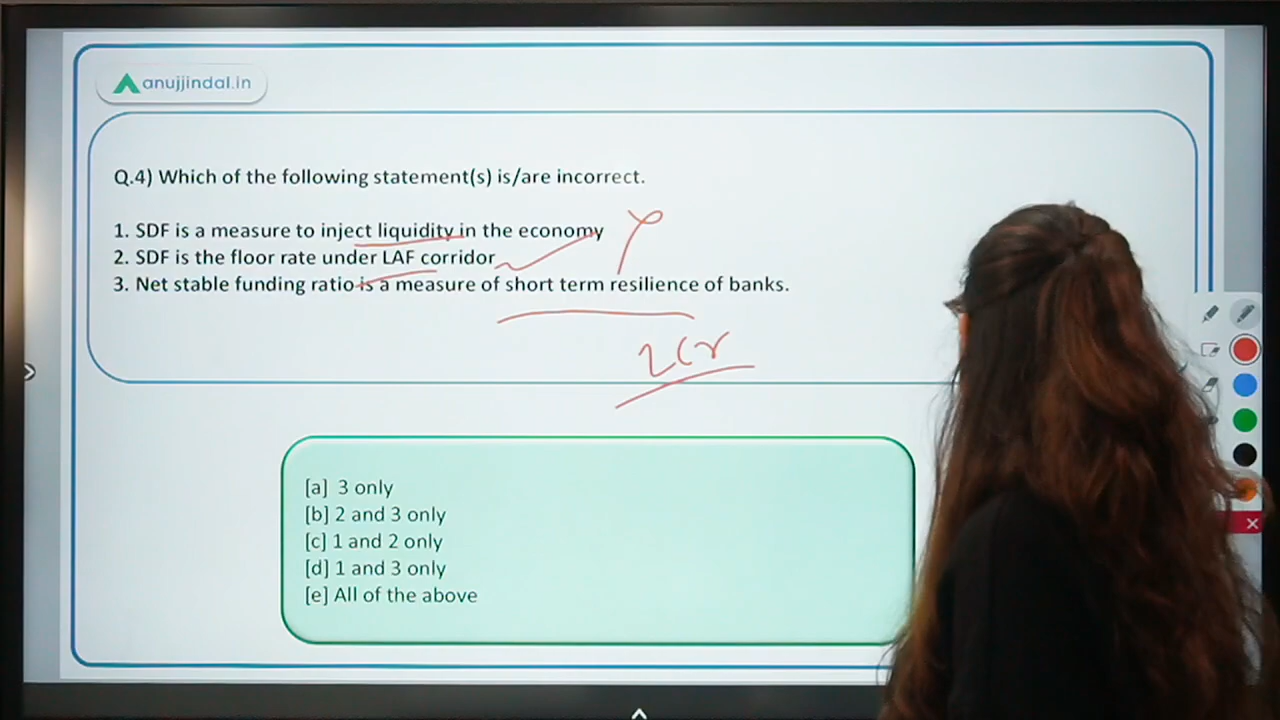 anujjindal.in
Q.4) Which of the following statement(s) is/are incorrect.
1. SDF is a measure to inject liquidity in the economy
2. SDF is the floor rate under LAF corridor
3. Net stable funding ratio is a measure of short term resilience of banks.
[a] 3 only
[b] 2 and 3 only
[c] 1 and 2 only
[d] 1 and 3 only
[e] All of the above